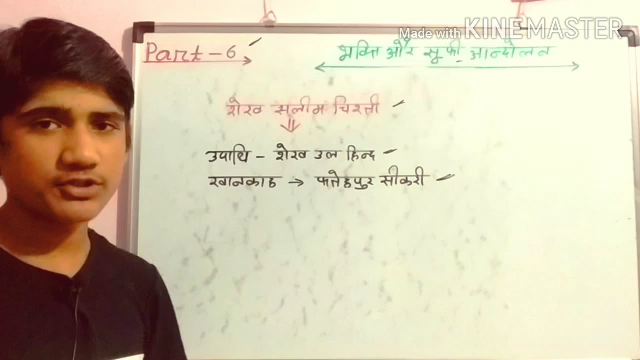 Made with KINEMASTER
Part-6
भक्ति और सूफी आन्दोलन
शेख सलीम चिश्ती
उपाधि - शेख उल हिन्द
खानकाह → फतेहपुर सीकरी